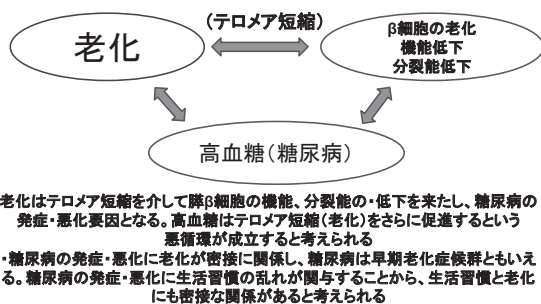 (テロメア短縮)
老化
β細胞の老化
機能低下
分裂能低下
高血糖(糖尿病)
老化はテロメア短縮を介して膵β細胞の機能、分裂能の・低下を来たし、糖尿病の
発症・悪化要因となる。高血糖はテロメア短縮(老化)をさらに促進するという
悪循環が成立すると考えられる
・糖尿病の発症・悪化に老化が密接に関係し、糖尿病は早期老化症候群ともいえ
る。糖尿病の発症・悪化に生活習慣の乱れが関与することから、生活習慣と老化
にも密接な関係があると考えられる